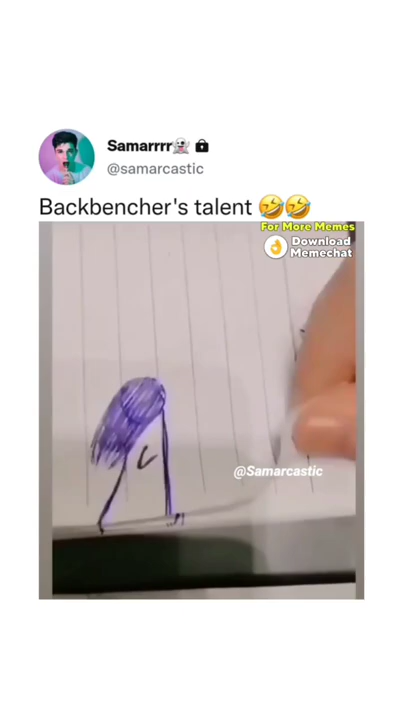 Samarrrr👻🔒
@samarcastic
Backbencher's talent 🤣🤣
For More Memes
👌 Download
Memechat
@Samarcastic